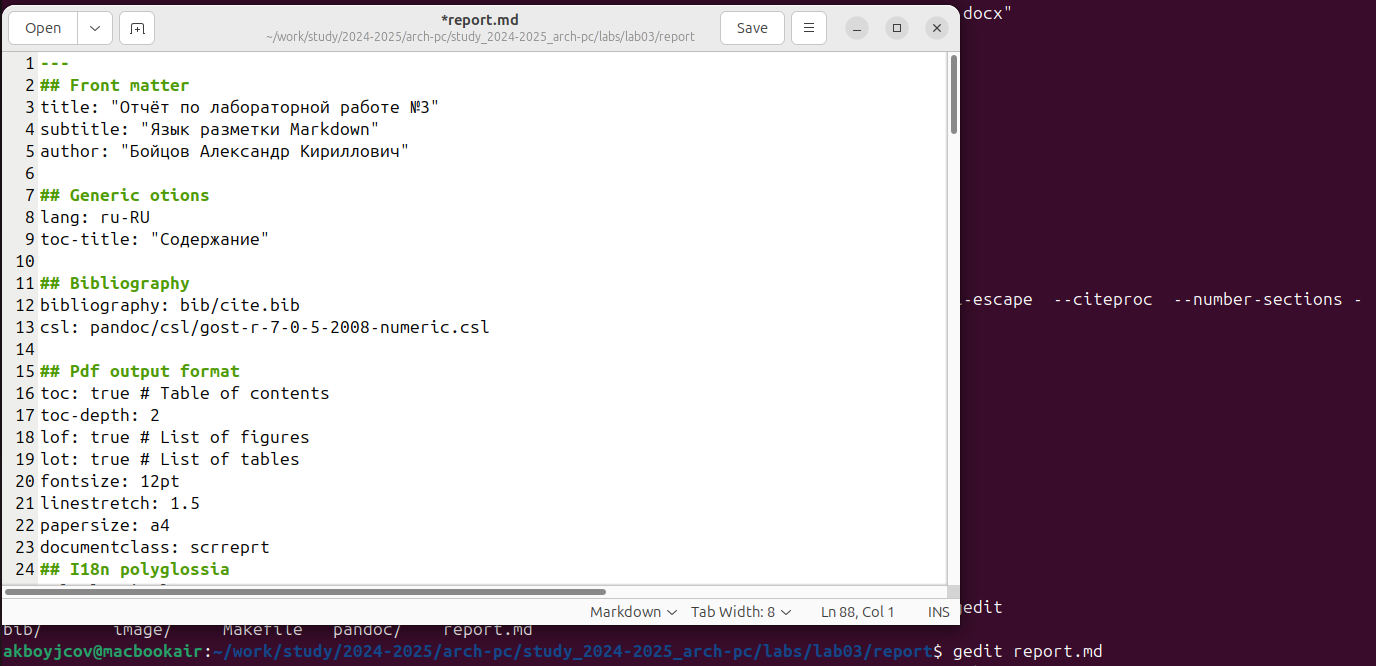 Open
*report.md
~/work/study/2024-2025/arch-pc/study_2024-2025_arch-pc/labs/lab03/report
Save
docx"
1 ---
2 ## Front matter
3 title: "Отчёт по лабораторной работе №3"
4 subtitle: "Язык разметки Markdown"
5 author: "Бойцов Александр Кириллович"
6
7 ## Generic otions
8 lang: ru-RU
9 toc-title: "Содержание"
10
11 ## Bibliography
12 bibliography: bib/cite.bib
13 csl: pandoc/csl/gost-r-7-0-5-2008-numeric.csl
14
15 ## Pdf output format
16 toc: true # Table of contents
17 toc-depth: 2
18 lof: true # List of figures
19 lot: true # List of tables
20 fontsize: 12pt
21 linestretch: 1.5
22 papersize: a4
23 documentclass: scrreprt
24 ## I18n polyglossia
-escape --citeproc --number-sections -
Markdown Tab Width: 8 Ln 88, Col 1 INS
gedit
bib/ image/ Makefile pandoc/ report.md
akboyjcov@macbookair:~/work/study/2024-2025/arch-pc/study_2024-2025_arch-pc/labs/lab03/report$ gedit report.md